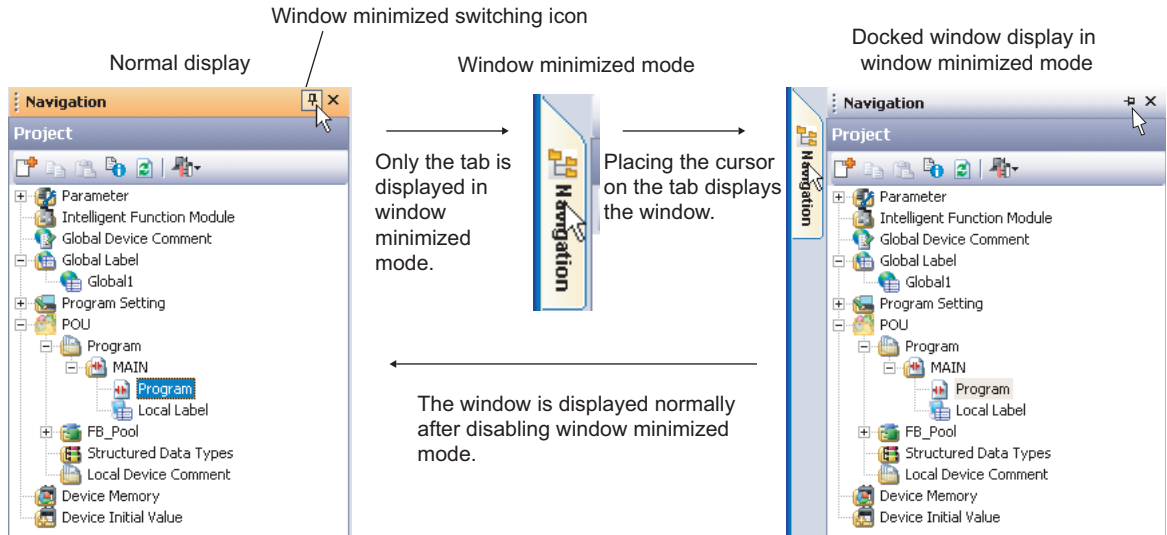 Window minimized switching icon
Normal display
Window minimized mode
Docked window display in
window minimized mode
Navigation
Project
Parameter
Intelligent Function Module
Global Device Comment
Global Label
Global1
Program Setting
POU
Program
MAIN
Program
Local Label
FB_Pool
Structured Data Types
Local Device Comment
Device Memory
Device Initial Value
Only the tab is
displayed in
window
minimized
mode.
Navigation
Placing the cursor
on the tab displays
the window.
The window is displayed normally
after disabling window minimized
mode.
Navigation
Navigation
Project
Parameter
Intelligent Function Module
Global Device Comment
Global Label
Global1
Program Setting
POU
Program
MAIN
Program
Local Label
FB_Pool
Structured Data Types
Local Device Comment
Device Memory
Device Initial Value